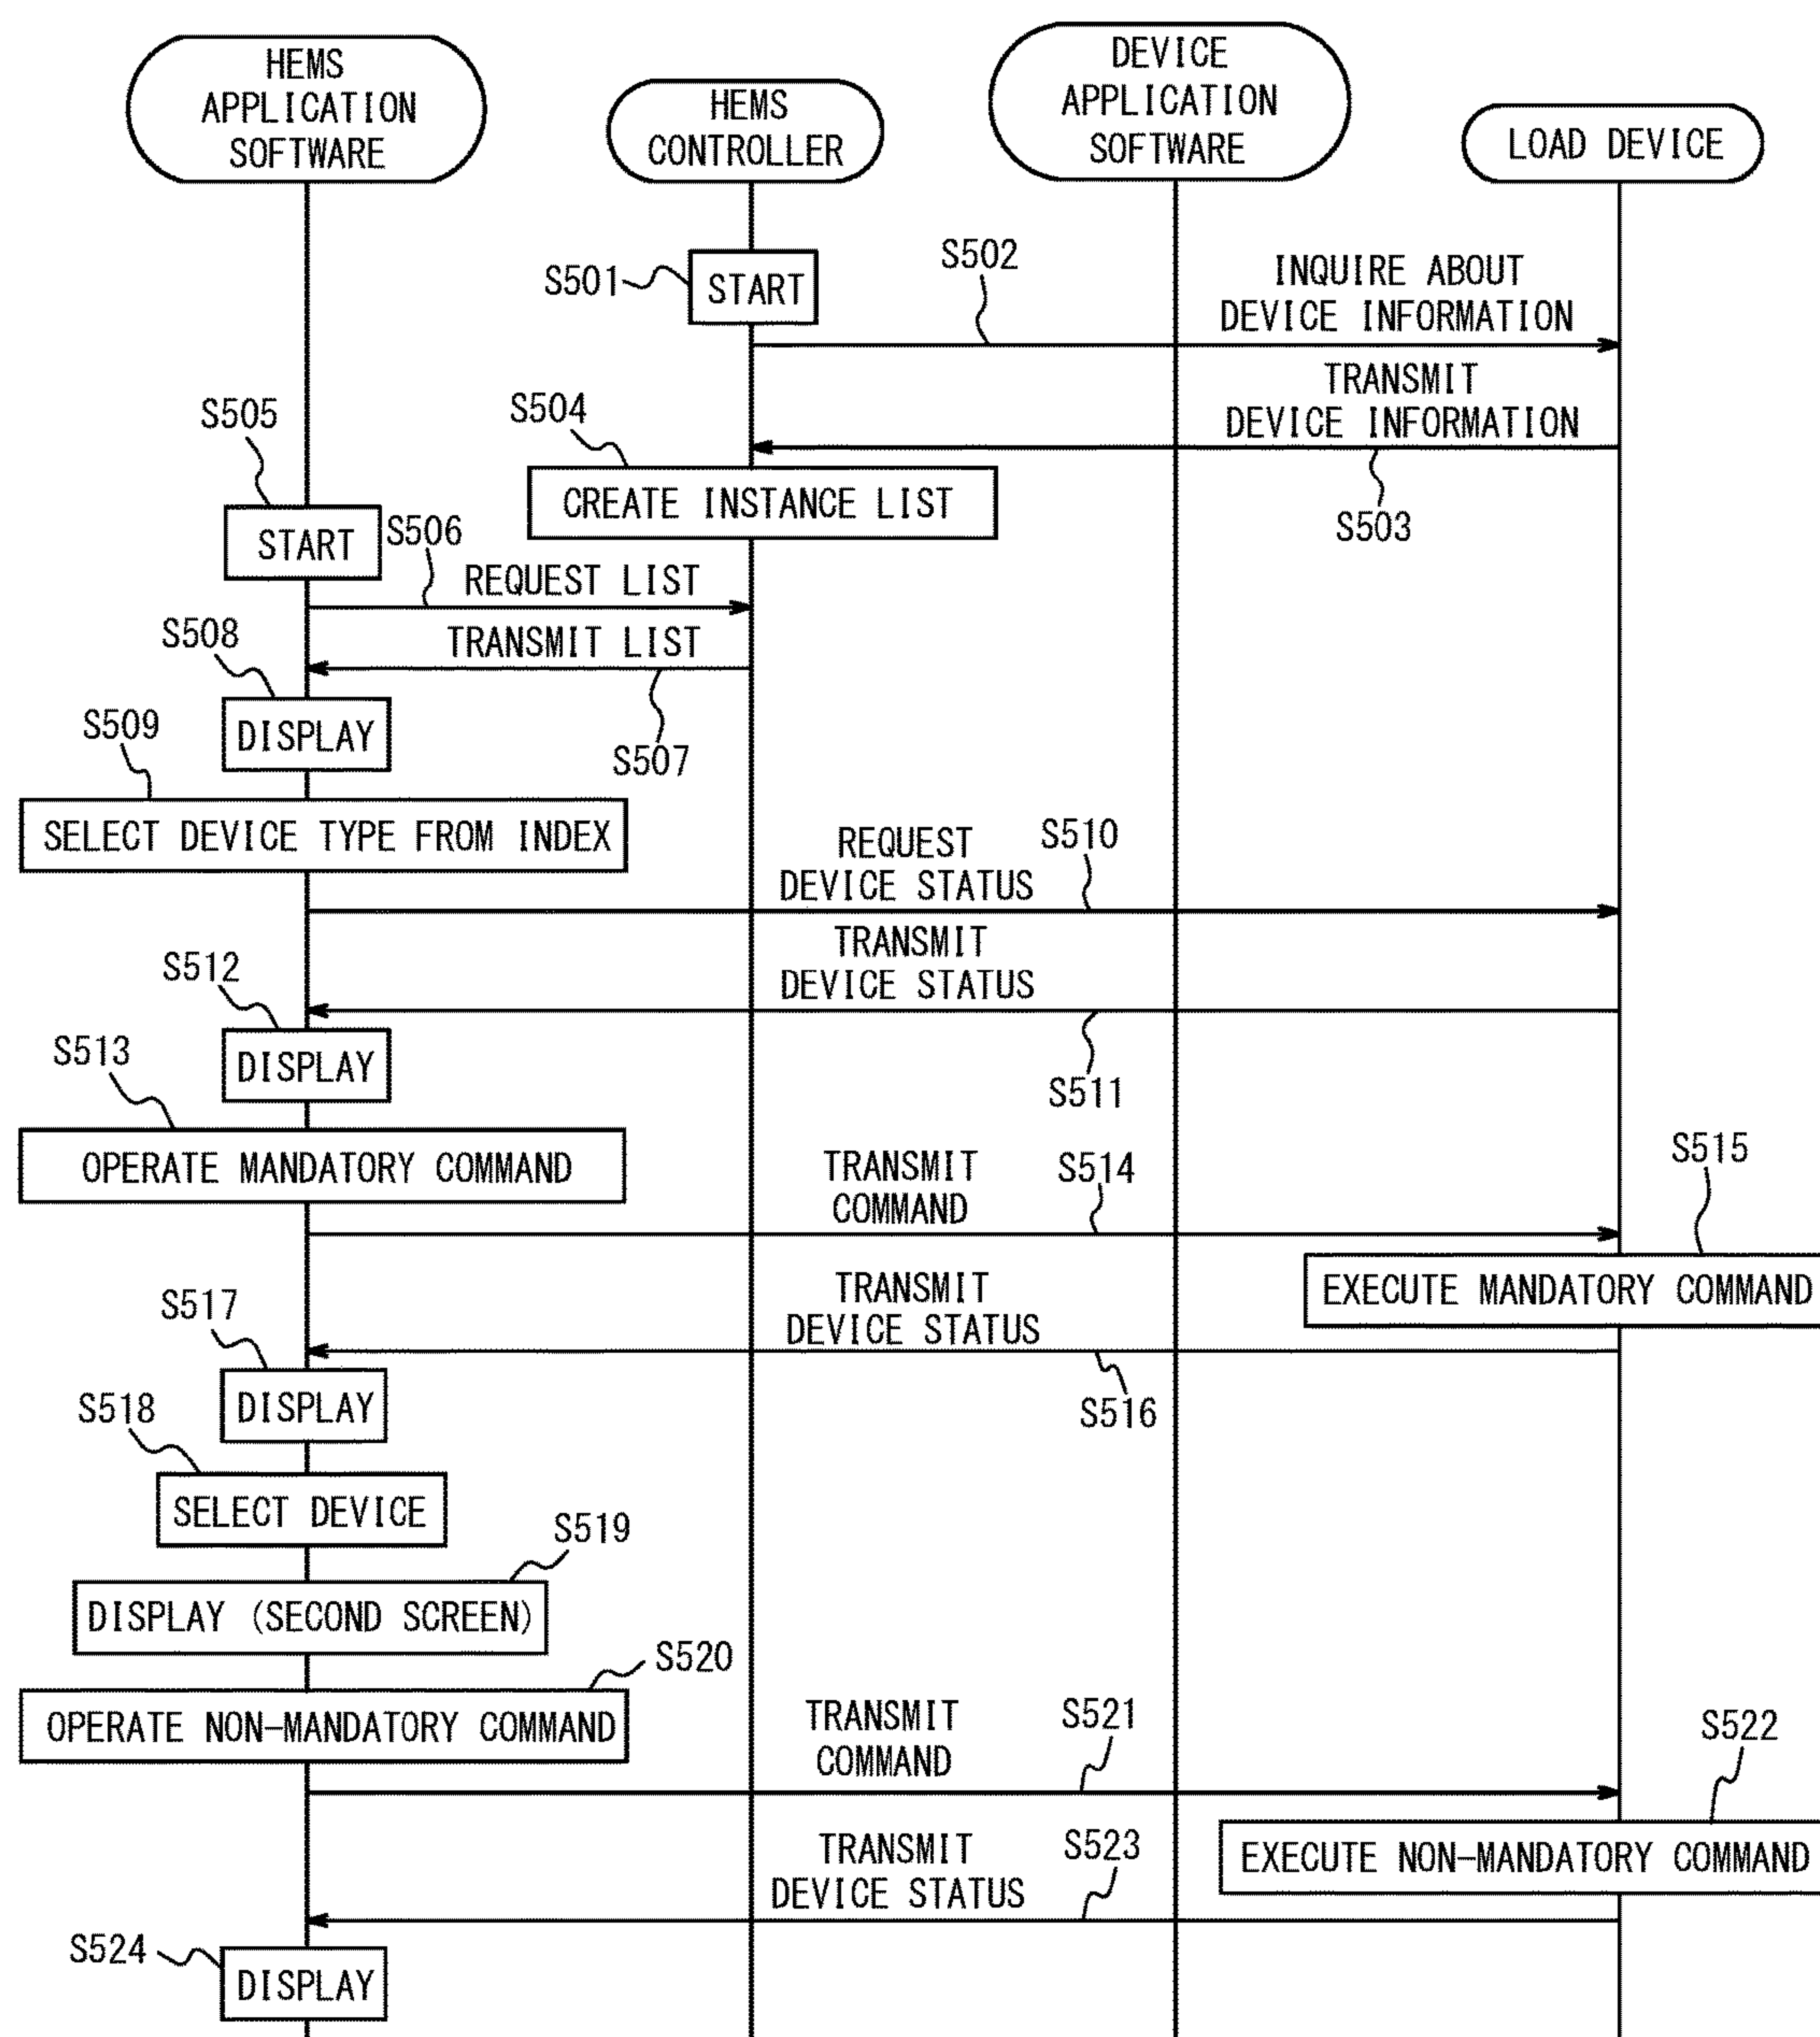 HEMS
APPLICATION
SOFTWARE
HEMS
CONTROLLER
DEVICE
APPLICATION
SOFTWARE
LOAD DEVICE
S501
START
S502
INQUIRE ABOUT
DEVICE INFORMATION
TRANSMIT
DEVICE INFORMATION
S503
S504
CREATE INSTANCE LIST
S505
START
S506
REQUEST LIST
TRANSMIT LIST
S507
S508
DISPLAY
S509
SELECT DEVICE TYPE FROM INDEX
REQUEST
DEVICE STATUS
S510
TRANSMIT
DEVICE STATUS
S511
S512
DISPLAY
S513
OPERATE MANDATORY COMMAND
TRANSMIT
COMMAND
S514
S515
EXECUTE MANDATORY COMMAND
TRANSMIT
DEVICE STATUS
S516
S517
DISPLAY
S518
SELECT DEVICE
S519
DISPLAY (SECOND SCREEN)
S520
OPERATE NON-MANDATORY COMMAND
TRANSMIT
COMMAND
S521
S522
EXECUTE NON-MANDATORY COMMAND
TRANSMIT
DEVICE STATUS
S523
S524
DISPLAY